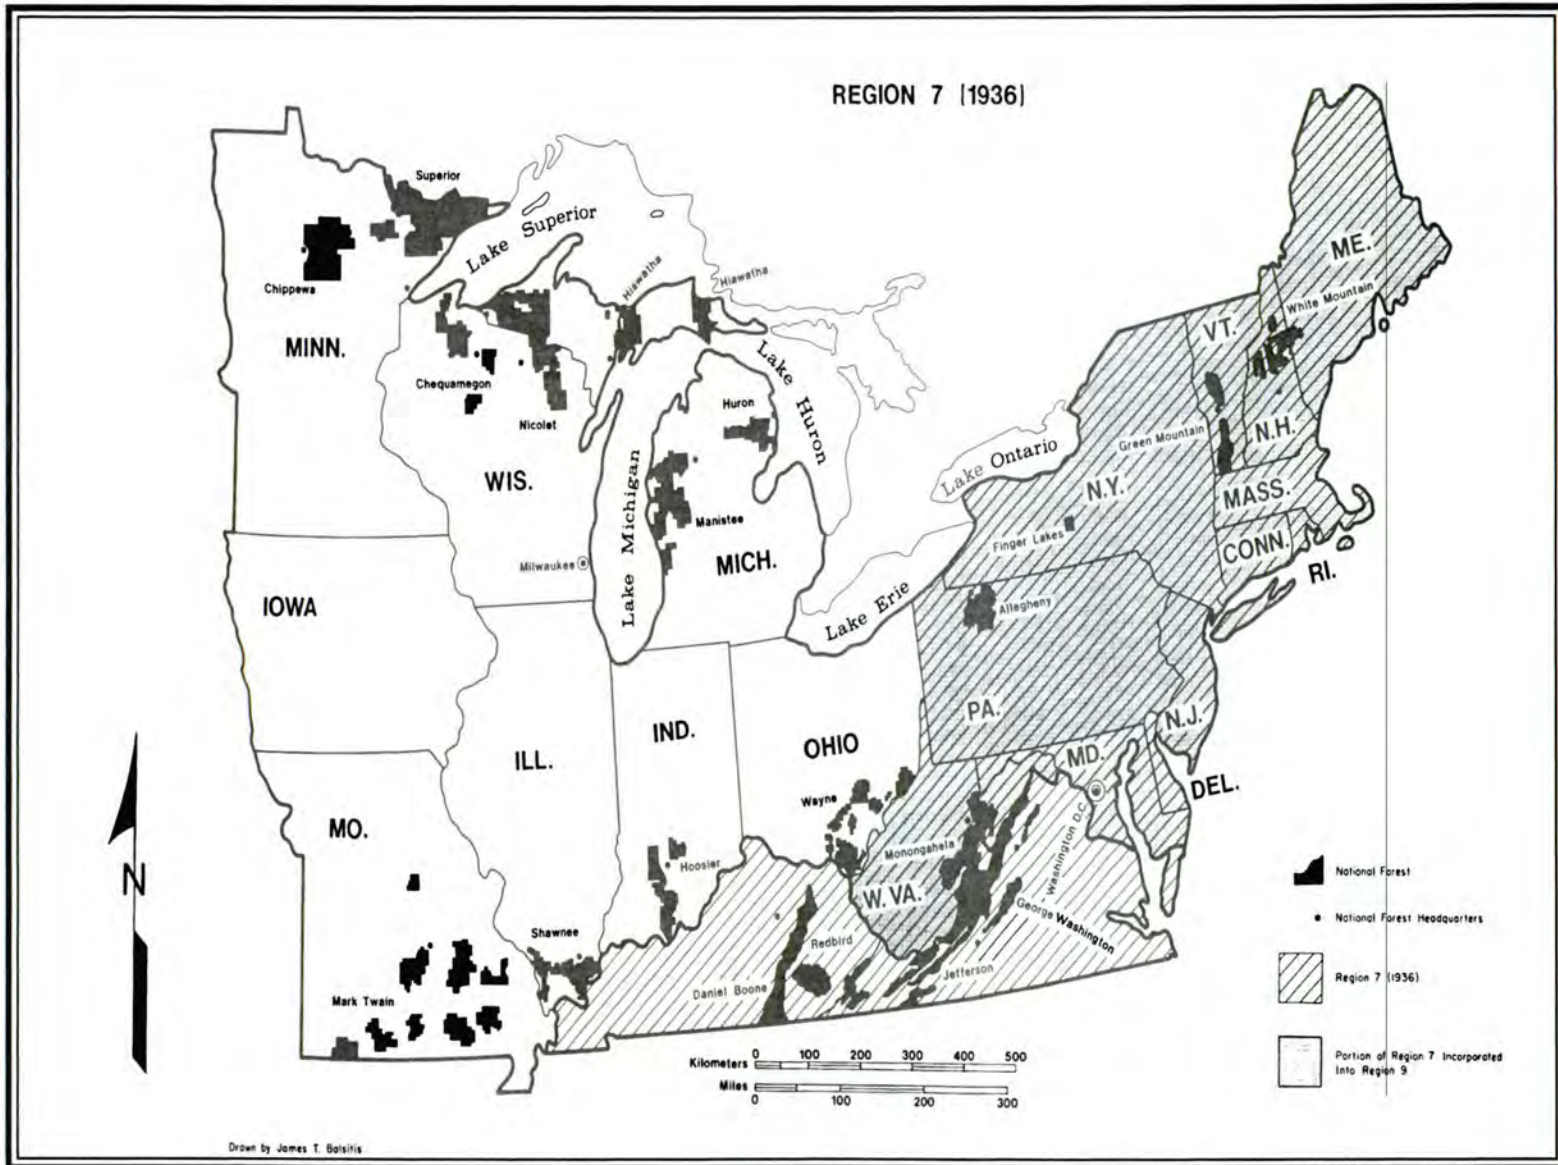 REGION 7 (1936)
Superior
Lake Superior
Chippewa
Hiawatha
Hiawatha
ME.
White Mountain
MINN.
VT.
Chequamegon
Nicolet
Huron
Lake Huron
Green Mountain
N.H.
WIS.
Lake Michigan
Manistee
Lake Ontario
N.Y.
MASS.
Finger Lakes
CONN.
Milwaukee
MICH.
RI.
IOWA
Lake Erie
Allegheny
PA.
N.J.
ILL.
IND.
OHIO
MD.
DEL.
MO.
Wayne
Washington D.C.
Hoosier
Monongahela
W. VA.
George Washington
Shawnee
Redbird
Jefferson
Daniel Boone
Mark Twain
N
National Forest
National Forest Headquarters
Region 7 (1936)
Portion of Region 7 Incorporated
Into Region 9
Kilometers 0 100 200 300 400 500
Miles 0 100 200 300
Drawn by James T. Balsitis